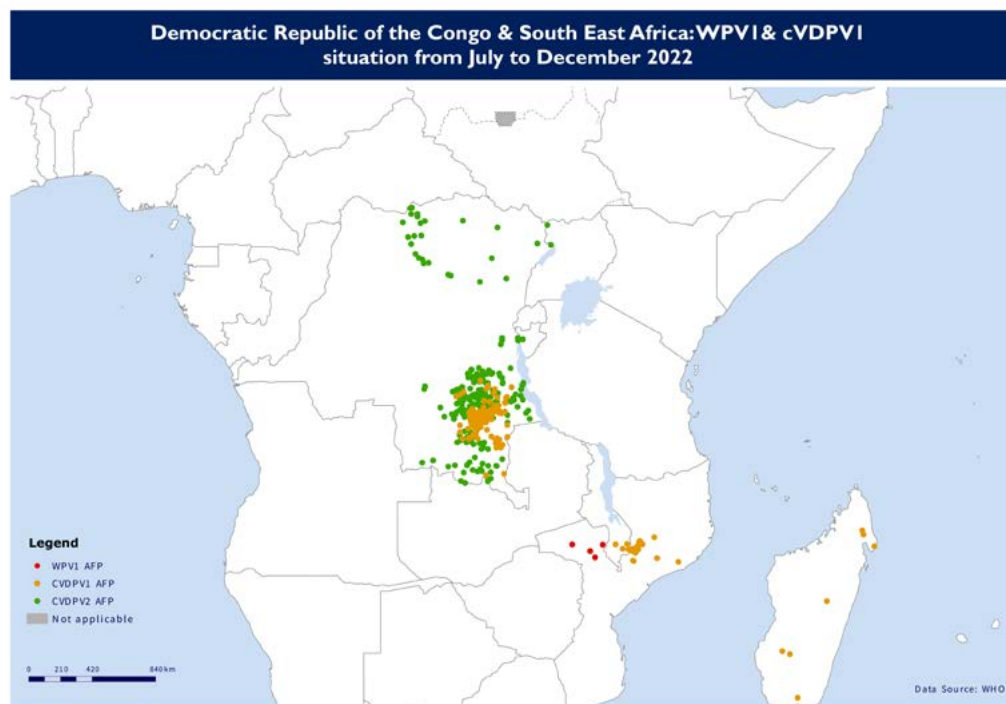 Democratic Republic of the Congo & South East Africa: WPV1 & cVDPV1
situation from July to December 2022
Legend
WPV1 AFP
CVDPV1 AFP
CVDPV2 AFP
Not applicable
0 210 420 840 km
Data Source: WHO